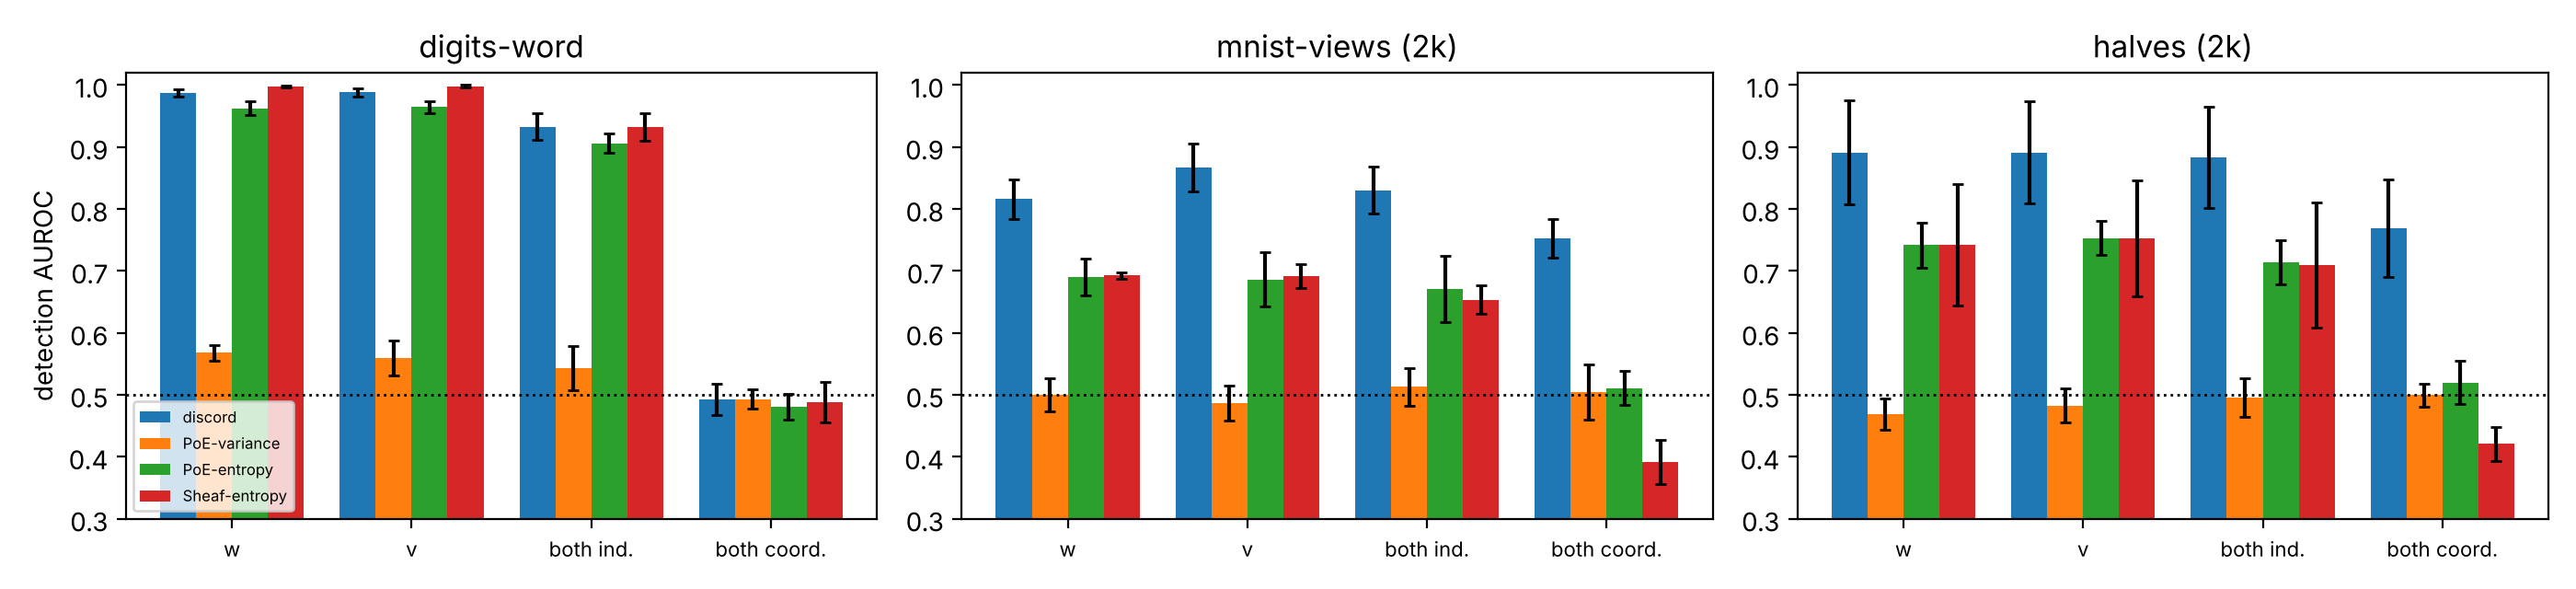 digits-word
mnist-views (2k)
halves (2k)
detection AUROC
1.0
0.9
0.8
0.7
0.6
0.5
0.4
0.3
discord
PoE-variance
PoE-entropy
Sheaf-entropy
w
v
both ind.
both coord.
1.0
0.9
0.8
0.7
0.6
0.5
0.4
0.3
w
v
both ind.
both coord.
1.0
0.9
0.8
0.7
0.6
0.5
0.4
0.3
w
v
both ind.
both coord.